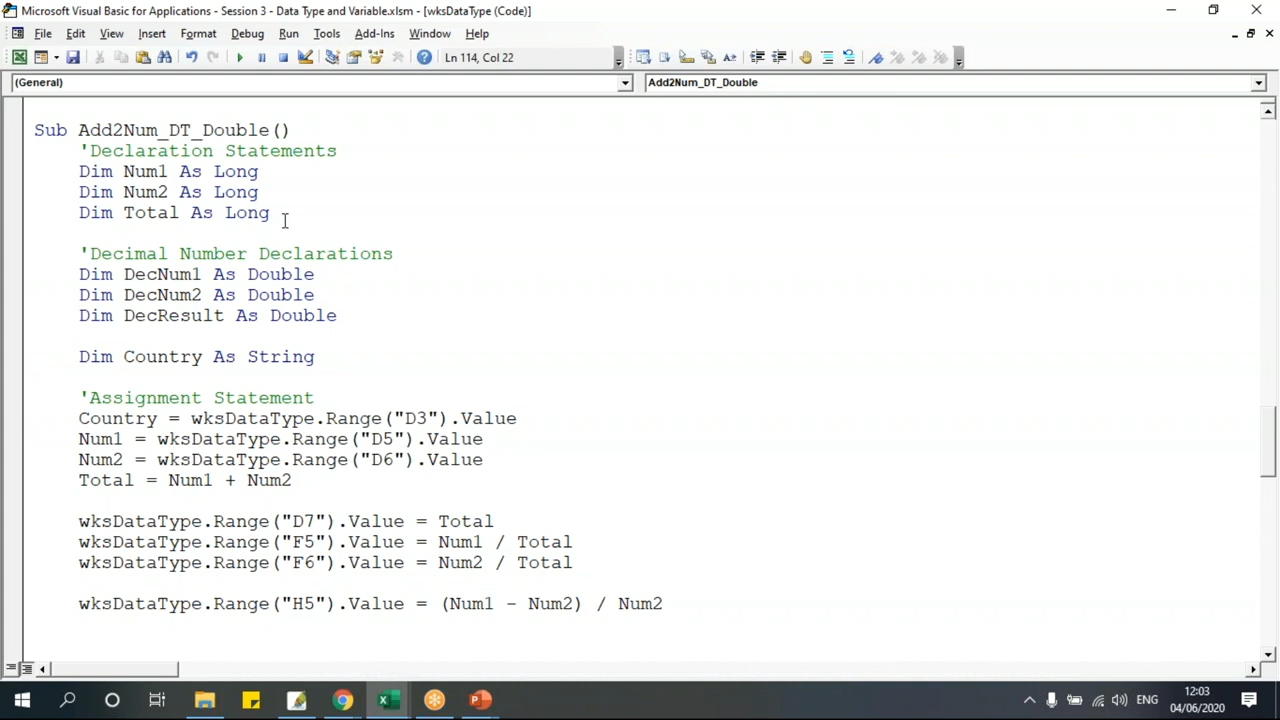 Microsoft Visual Basic for Applications - Session 3 - Data Type and Variable.xlsm - [wksDataType (Code)]
File Edit View Insert Format Debug Run Tools Add-Ins Window Help
Ln 114, Col 22
(General) Add2Num_DT_Double
Sub Add2Num_DT_Double()
'Declaration Statements
Dim Num1 As Long
Dim Num2 As Long
Dim Total As Long
'Decimal Number Declarations
Dim DecNum1 As Double
Dim DecNum2 As Double
Dim DecResult As Double
Dim Country As String
'Assignment Statement
Country = wksDataType.Range("D3").Value
Num1 = wksDataType.Range("D5").Value
Num2 = wksDataType.Range("D6").Value
Total = Num1 + Num2
wksDataType.Range("D7").Value = Total
wksDataType.Range("F5").Value = Num1 / Total
wksDataType.Range("F6").Value = Num2 / Total
wksDataType.Range("H5").Value = (Num1 - Num2) / Num2
ENG
12:03
04/06/2020